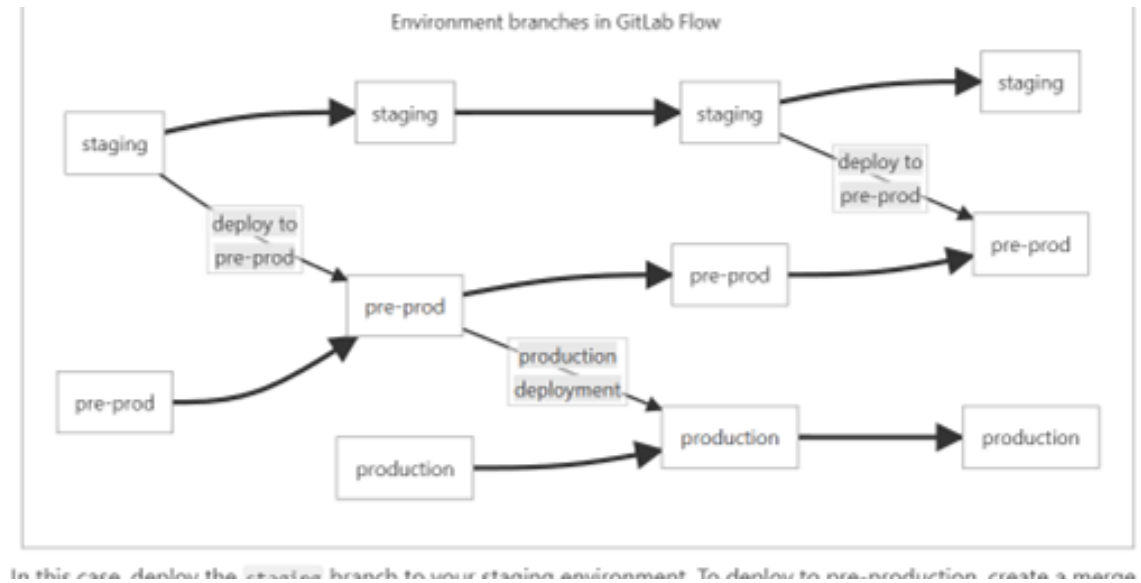 Environment branches in GitLab Flow
staging
staging
staging
staging
deploy to
pre-prod
deploy to
pre-prod
pre-prod
pre-prod
pre-prod
pre-prod
production
deployment
production
production
production
In this case, deploy the staging branch to your staging environment. To deploy to pre-production, create a merge